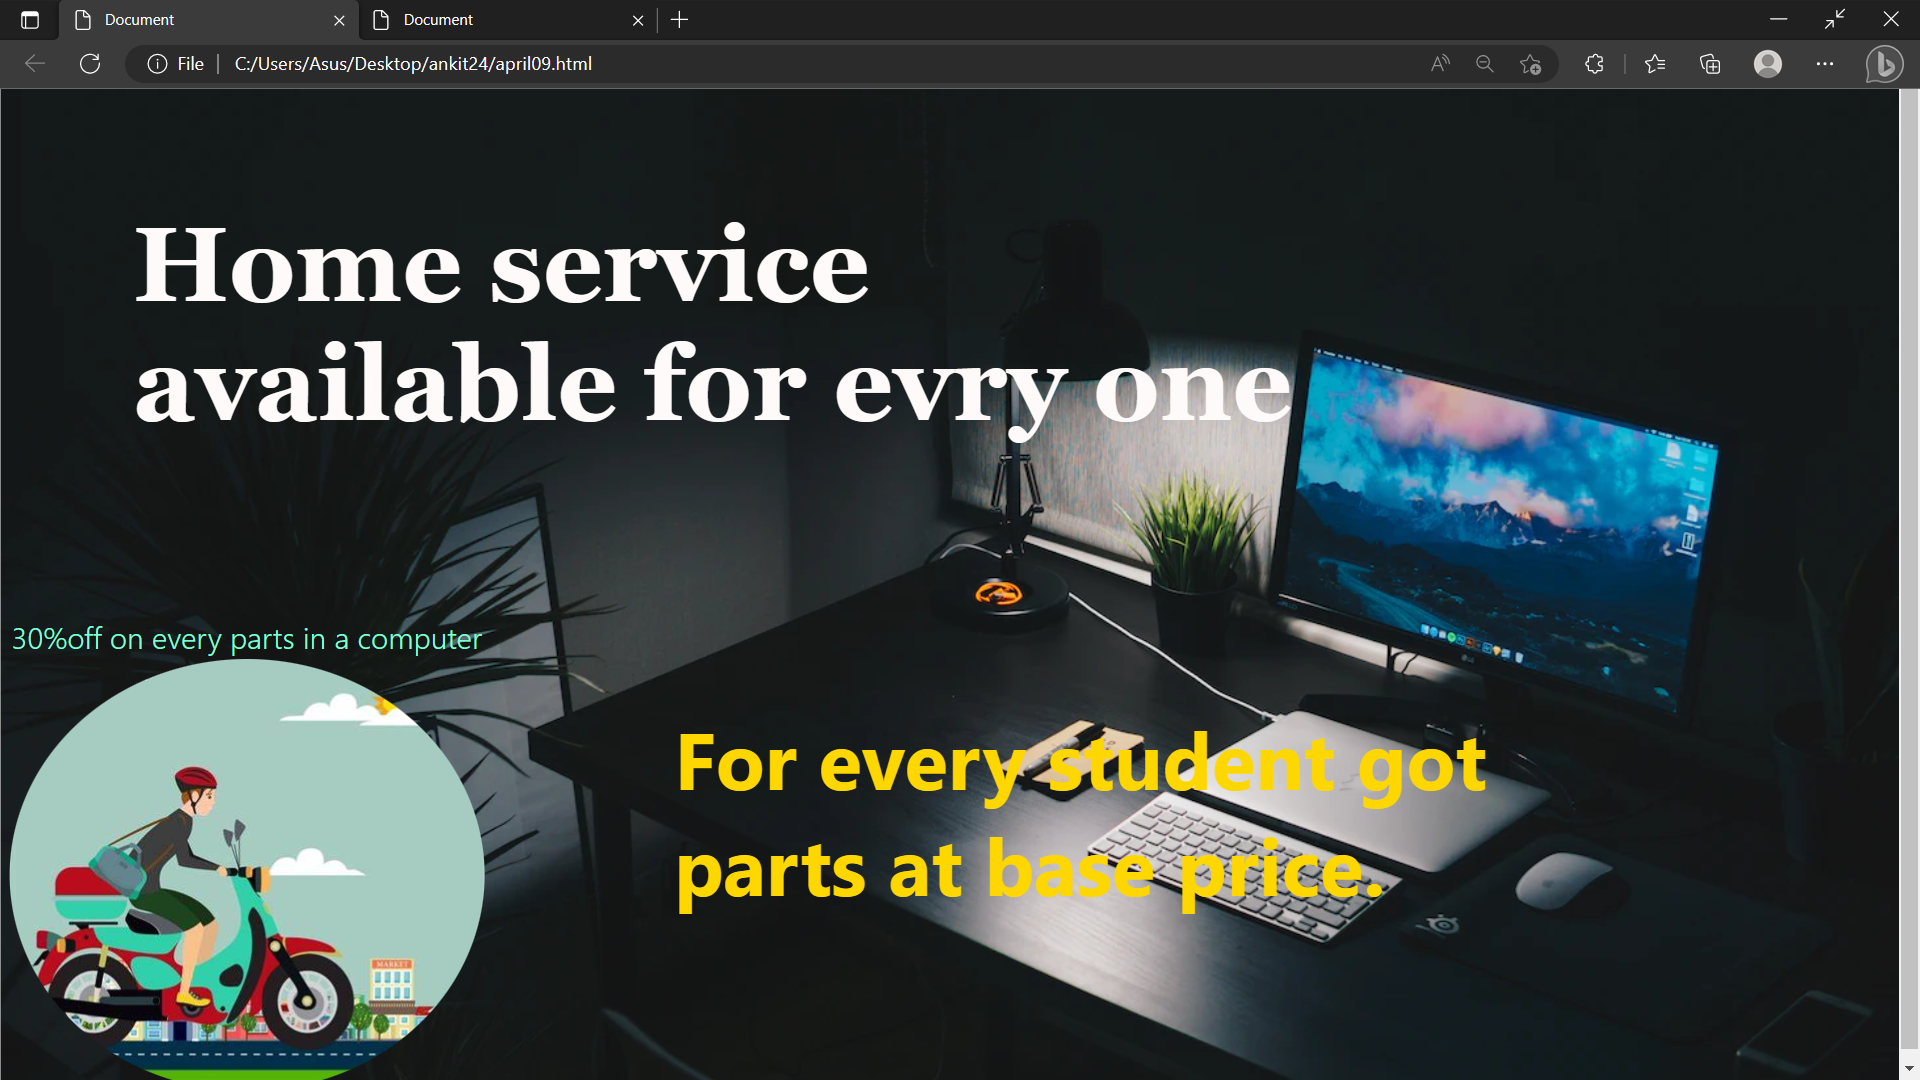 Document
Document
File
C:/Users/Asus/Desktop/ankit24/april09.html
Home service
available for evry one
30%off on every parts in a computer
For every student got
parts at base price.
MARKET